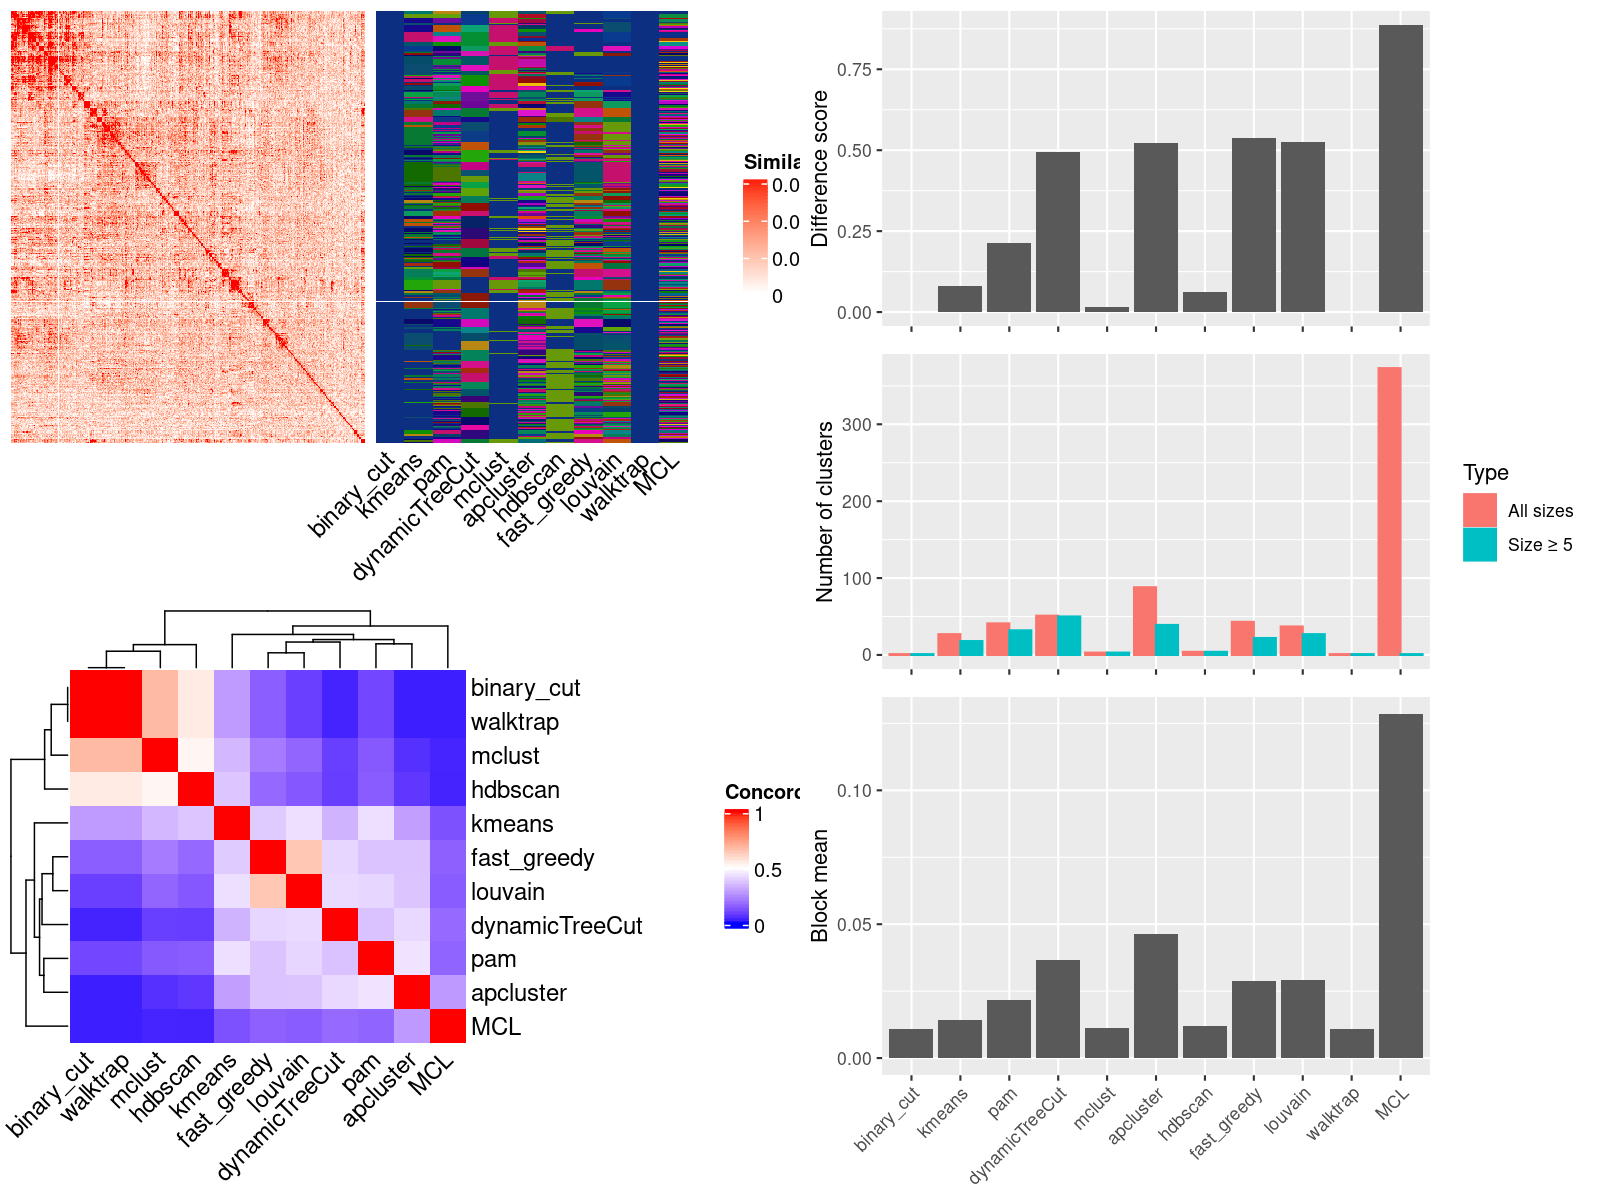 Simila
0.0
0.0
0.0
0
binary_cut
kmeans
pam
dynamicTreeCut
mclust
apcluster
hdbscan
fast_greedy
louvain
walktrap
MCL
binary_cut
walktrap
mclust
hdbscan
kmeans
fast_greedy
louvain
dynamicTreeCut
pam
apcluster
MCL
binary_cut
walktrap
mclust
hdbscan
kmeans
fast_greedy
louvain
dynamicTreeCut
pam
apcluster
MCL
Concord
1
0.5
0
Difference score
0.75
0.50
0.25
0.00
Number of clusters
300
200
100
0
Type
All sizes
Size ≥ 5
Block mean
0.10
0.05
0.00
binary_cut
kmeans
pam
dynamicTreeCut
mclust
apcluster
hdbscan
fast_greedy
louvain
walktrap
MCL